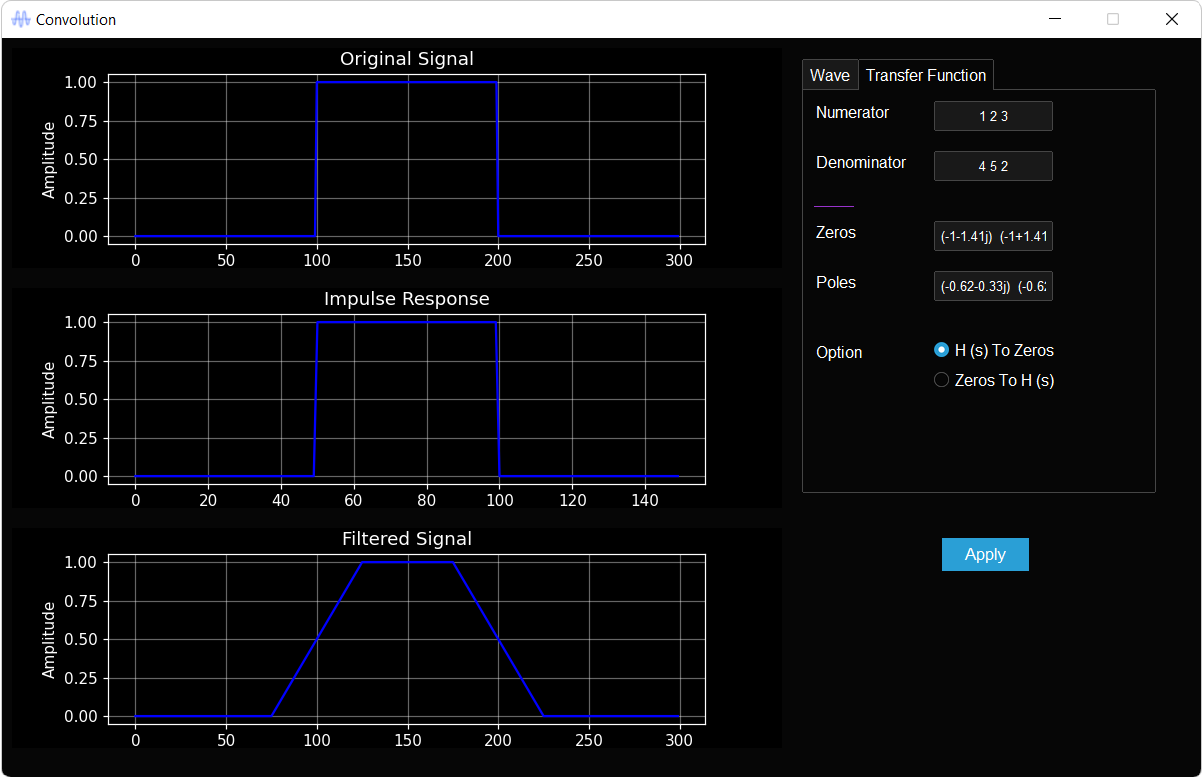 Convolution
Original Signal
Amplitude
1.00
0.75
0.50
0.25
0.00
0 50 100 150 200 250 300
Impulse Response
Amplitude
1.00
0.75
0.50
0.25
0.00
0 20 40 60 80 100 120 140
Filtered Signal
Amplitude
1.00
0.75
0.50
0.25
0.00
0 50 100 150 200 250 300
Wave Transfer Function
Numerator 1 2 3
Denominator 4 5 2
Zeros (-1-1.41j) (-1+1.41
Poles (-0.62-0.33j) (-0.62
Option H (s) To Zeros
Zeros To H (s)
Apply